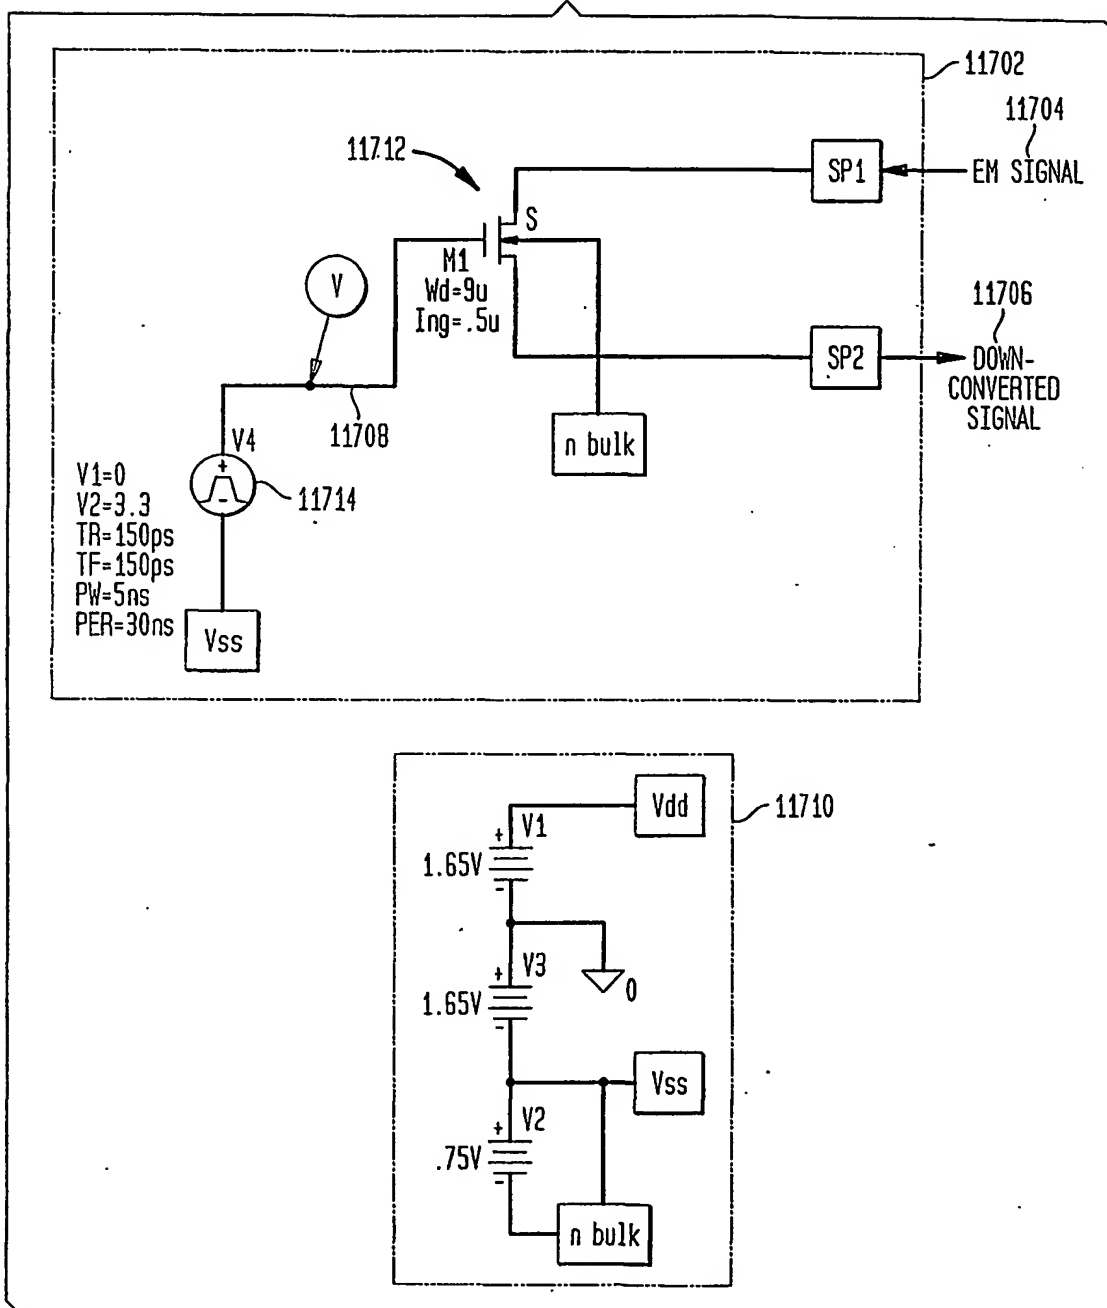 11702
11704
11712
SP1
EM SIGNAL
S
M1
Wd=9u
Ing=.5u
V
11706
SP2
DOWN-
CONVERTED
SIGNAL
11708
n bulk
V4
+
-
11714
V1=0
V2=3.3
TR=150ps
TF=150ps
PW=5ns
PER=30ns
Vss
Vdd
11710
+ V1
1.65V
-
+ V3
1.65V
-
0
Vss
+ V2
.75V
-
n bulk